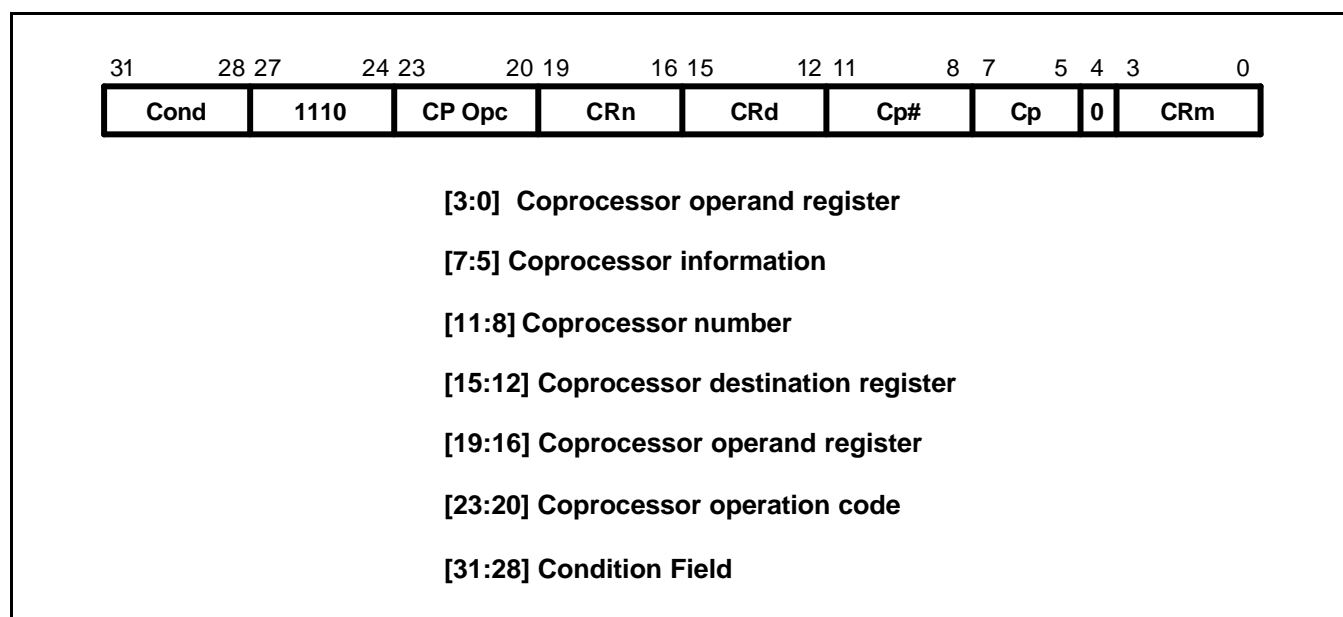 31 28 27 24 23 20 19 16 15 12 11 8 7 5 4 3 0
Cond 1110 CP Opc CRn CRd Cp# Cp 0 CRm
[3:0] Coprocessor operand register
[7:5] Coprocessor information
[11:8] Coprocessor number
[15:12] Coprocessor destination register
[19:16] Coprocessor operand register
[23:20] Coprocessor operation code
[31:28] Condition Field